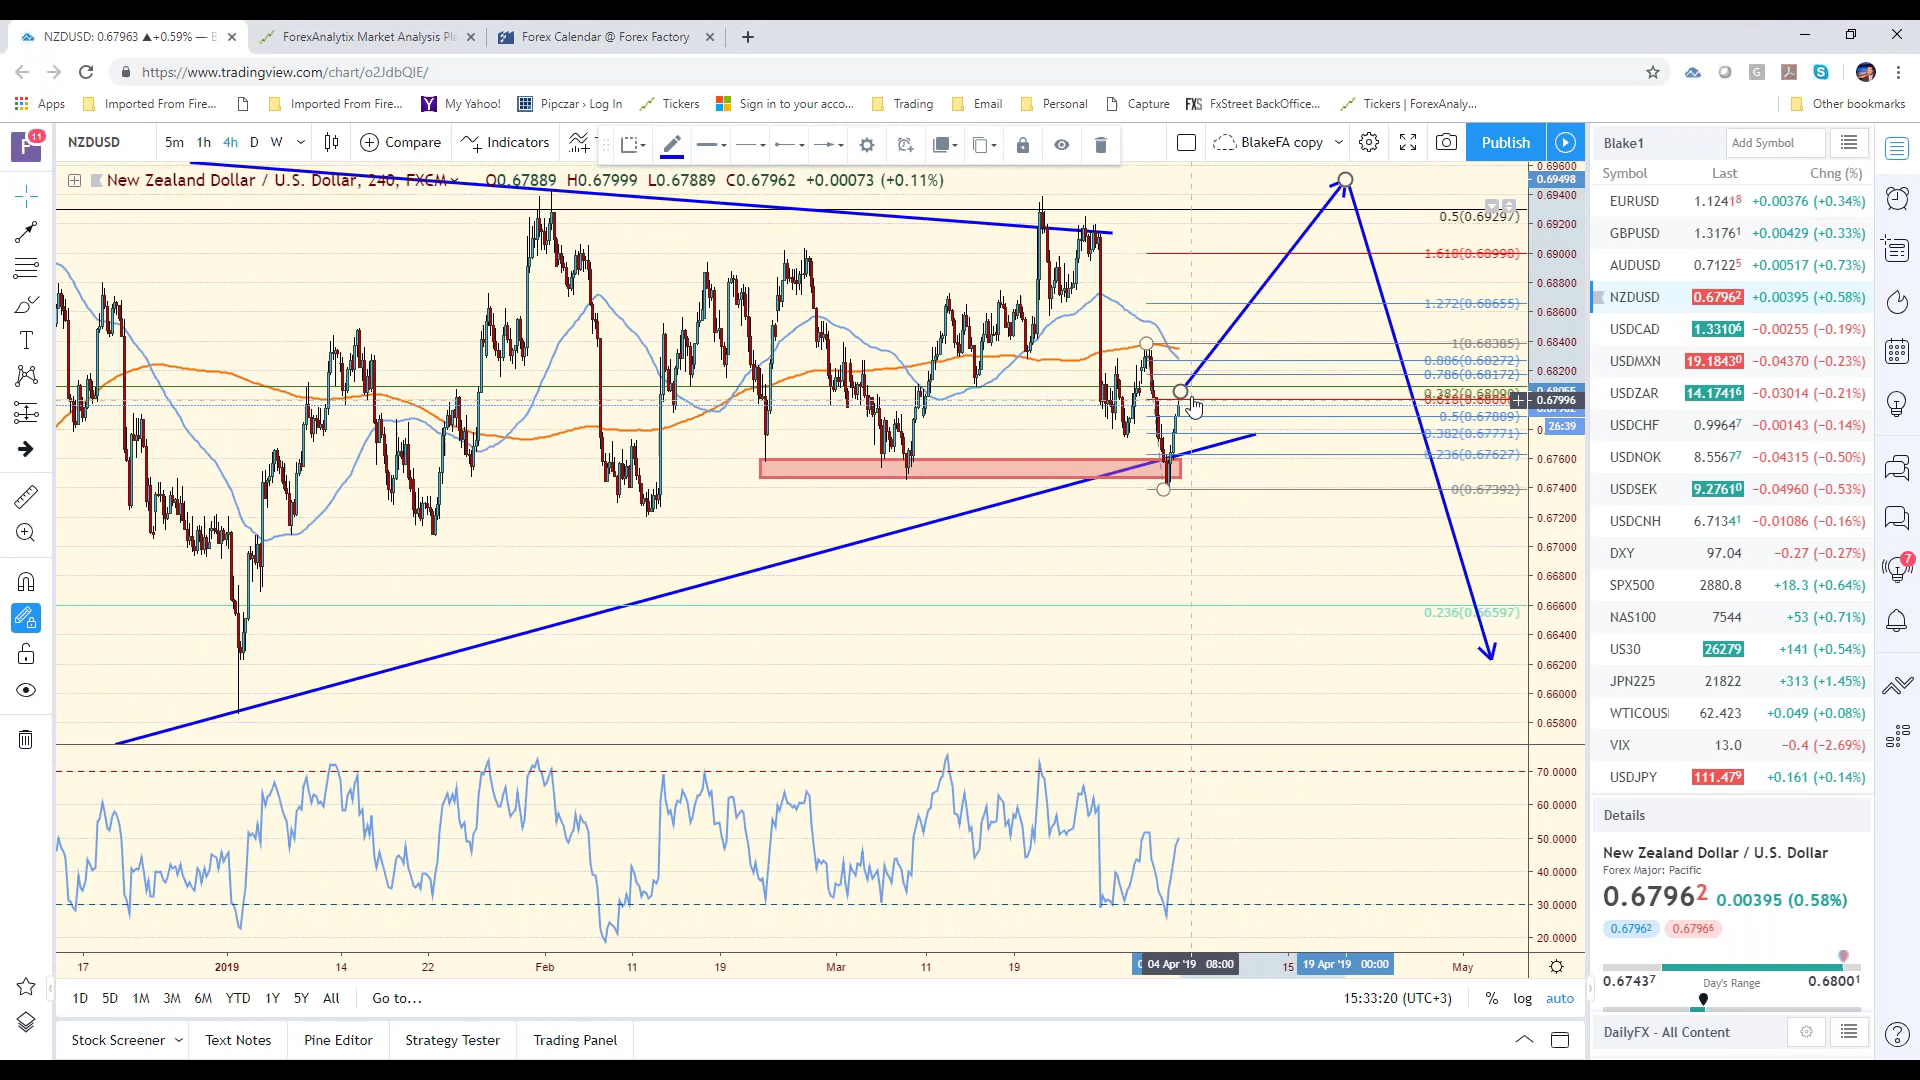 NZDUSD: 0.67963 ▲+0.59% — B
ForexAnalytix Market Analysis Pla
Forex Calendar @ Forex Factory
https://www.tradingview.com/chart/o2JdbQIE/
Apps
Imported From Fire...
Imported From Fire...
My Yahoo!
Pipczar › Log In
Tickers
Sign in to your acco...
Trading
Email
Personal
Capture
FXS FxStreet BackOffice...
Tickers | ForexAnaly...
Other bookmarks
F 11
NZDUSD
5m 1h 4h D W
Compare
Indicators
BlakeFA copy
Publish
New Zealand Dollar / U.S. Dollar, 240, FXCM
O0.67889 H0.67999 L0.67889 C0.67962 +0.00073 (+0.11%)
0.5(0.69297)
1.618(0.68998)
1.272(0.68655)
1(0.68385)
0.886(0.68272)
0.786(0.68172)
0.5(0.67889)
0.382(0.67771)
0.236(0.67627)
0(0.67392)
0.236(0.66597)
0.69600
0.69498
0.69400
0.69200
0.69000
0.68800
0.68600
0.68400
0.68200
0.67996
26:39
0.67600
0.67400
0.67200
0.67000
0.66800
0.66600
0.66400
0.66200
0.66000
0.65800
70.0000
60.0000
50.0000
40.0000
30.0000
20.0000
17
2019
14
22
Feb
11
19
Mar
11
19
04 Apr '19 08:00
15
19 Apr '19 00:00
May
1D 5D 1M 3M 6M YTD 1Y 5Y All
Go to...
15:33:20 (UTC+3)
% log auto
Stock Screener
Text Notes
Pine Editor
Strategy Tester
Trading Panel
Blake1
Add Symbol
Symbol Last Chng (%)
EURUSD 1.12418 +0.00376 (+0.34%)
GBPUSD 1.31761 +0.00429 (+0.33%)
AUDUSD 0.71225 +0.00517 (+0.73%)
NZDUSD 0.67962 +0.00395 (+0.58%)
USDCAD 1.33106 −0.00255 (−0.19%)
USDMXN 19.18430 −0.04370 (−0.23%)
USDZAR 14.17416 −0.03014 (−0.21%)
USDCHF 0.99647 −0.00143 (−0.14%)
USDNOK 8.55677 −0.04315 (−0.50%)
USDSEK 9.27610 −0.04960 (−0.53%)
USDCNH 6.71341 −0.01086 (−0.16%)
DXY 97.04 −0.27 (−0.27%)
SPX500 2880.8 +18.3 (+0.64%)
NAS100 7544 +53 (+0.71%)
US30 26279 +141 (+0.54%)
JPN225 21822 +313 (+1.45%)
WTICOUSI 62.423 +0.049 (+0.08%)
VIX 13.0 −0.4 (−2.69%)
USDJPY 111.479 +0.161 (+0.14%)
Details
New Zealand Dollar / U.S. Dollar
Forex Major: Pacific
0.67962 0.00395 (0.58%)
0.67962 0.67966
0.67437 Day's Range 0.68001
DailyFX - All Content
7